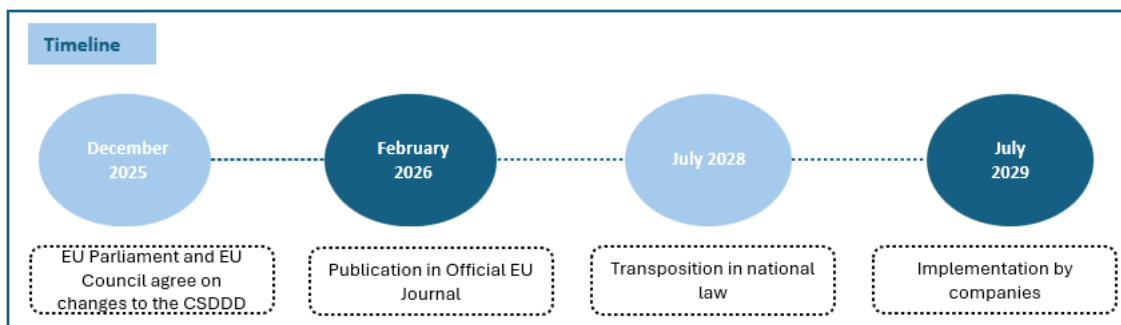 Timeline
December
2025
February
2026
July 2028
July
2029
EU Parliament and EU
Council agree on
changes to the CSDDD
Publication in Official EU
Journal
Transposition in national
law
Implementation by
companies